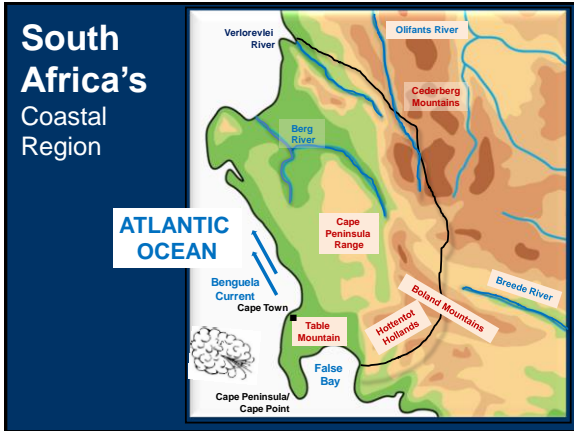 South
Africa's
Coastal
Region
Verlorevlei
River
Olifants River
Cederberg
Mountains
Berg
River
ATLANTIC
OCEAN
Cape
Peninsula
Range
Benguela
Current
Breede River
Boland Mountains
Cape Town
Table
Mountain
Hottentot
Hollands
False
Bay
Cape Peninsula/
Cape Point